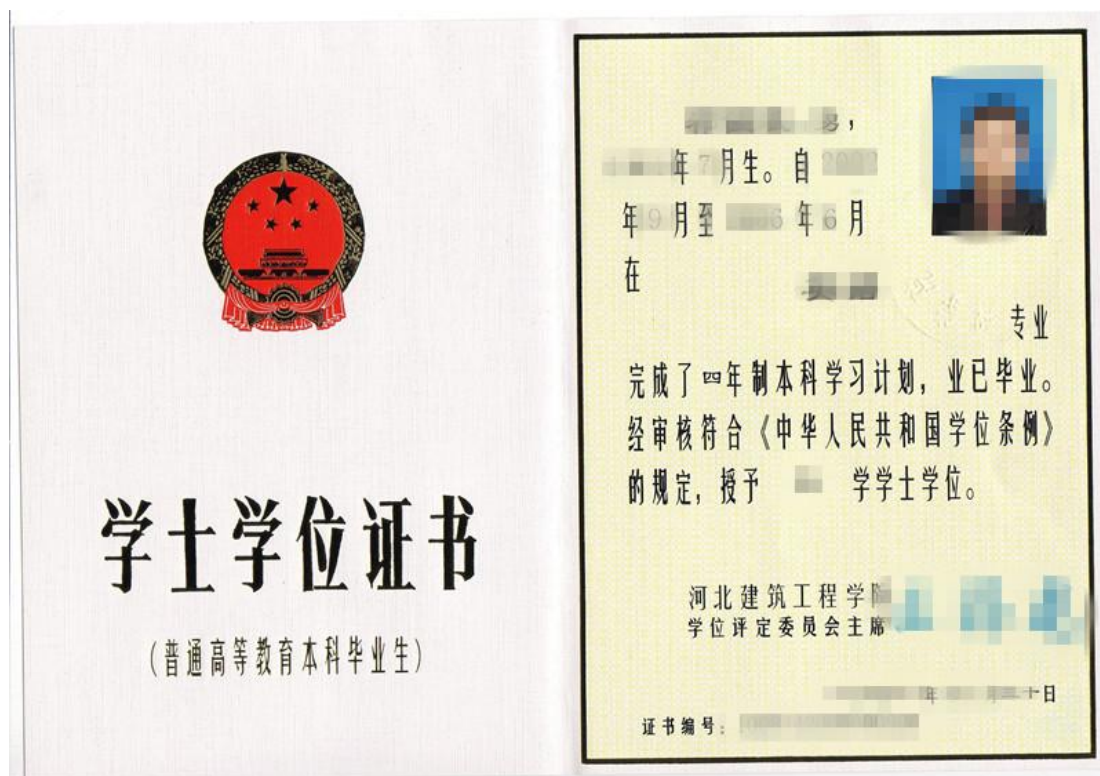 学士学位证书
(普通高等教育本科毕业生)
，
年7月生。自2002
年9月至 年6月
在
专业
完成了四年制本科学习计划，业已毕业。
经审核符合《中华人民共和国学位条例》
的规定，授予 学学士学位。
河北建筑工程学
学位评定委员会主席
年 日
证书编号：